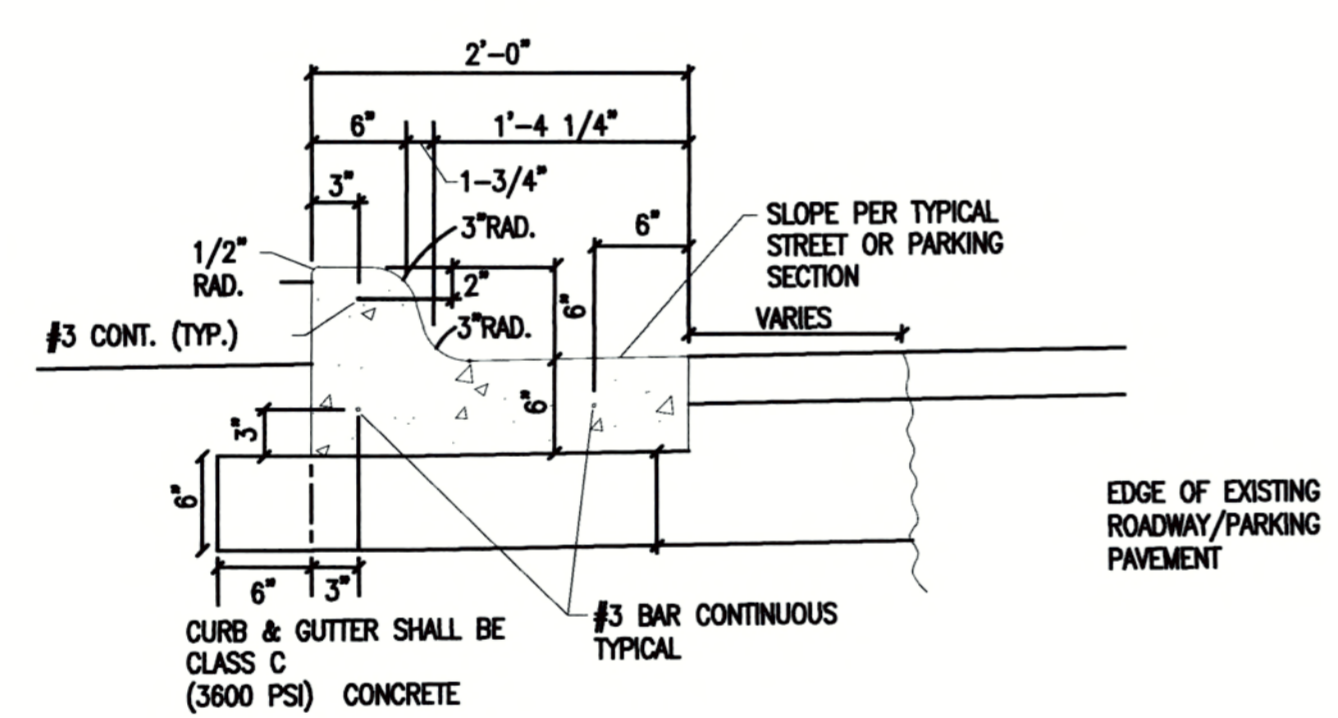 2'-0"
6"
1'-4 1/4"
1-3/4"
3"
3"RAD.
6"
SLOPE PER TYPICAL
STREET OR PARKING
SECTION
1/2"
RAD.
2"
6"
VARIES
#3 CONT. (TYP.)
3"RAD.
6"
3"
6"
EDGE OF EXISTING
ROADWAY/PARKING
PAVEMENT
6"
3"
#3 BAR CONTINUOUS
TYPICAL
CURB & GUTTER SHALL BE
CLASS C
(3600 PSI) CONCRETE